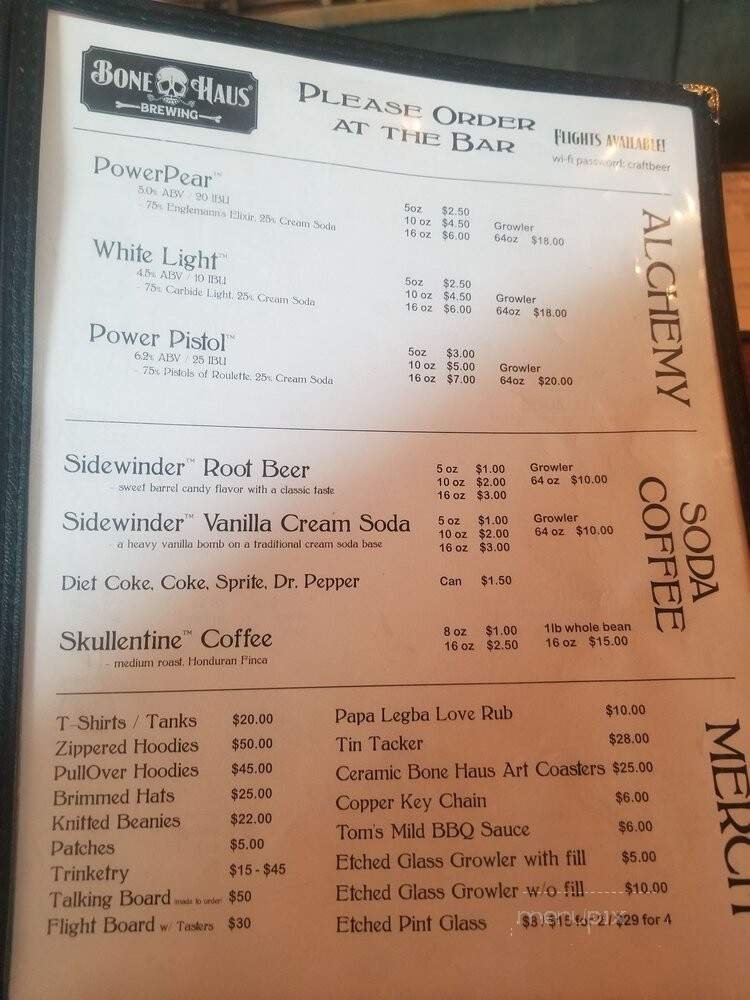 BONE HAUS
BREWING
PLEASE ORDER
AT THE BAR
FLIGHTS AVAILABLE!
wi-fi password: craftbeer
ALCHEMY
PowerPear™
5.0% ABV / 20 IBU
- 75% Englemann's Elixir, 25% Cream Soda
5oz $2.50
10 oz $4.50 Growler
16 oz $6.00 64oz $18.00
White Light™
4.5% ABV / 10 IBU
- 75% Carbide Light, 25% Cream Soda
5oz $2.50
10 oz $4.50 Growler
16 oz $6.00 64oz $18.00
Power Pistol™
6.2% ABV / 25 IBU
- 75% Pistols of Roulette, 25% Cream Soda
5oz $3.00
10 oz $5.00 Growler
16 oz $7.00 64oz $20.00
SODA
COFFEE
Sidewinder™ Root Beer
- sweet barrel candy flavor with a classic taste
5 oz $1.00 Growler
10 oz $2.00 64 oz $10.00
16 oz $3.00
Sidewinder™ Vanilla Cream Soda
- a heavy vanilla bomb on a traditional cream soda base
5 oz $1.00 Growler
10 oz $2.00 64 oz $10.00
16 oz $3.00
Diet Coke, Coke, Sprite, Dr. Pepper Can $1.50
Skullentine™ Coffee
- medium roast, Honduran Finca
8 oz $1.00 1lb whole bean
16 oz $2.50 16 oz $15.00
MERCH
T-Shirts / Tanks $20.00
Zippered Hoodies $50.00
PullOver Hoodies $45.00
Brimmed Hats $25.00
Knitted Beanies $22.00
Patches $5.00
Trinketry $15 - $45
Talking Board made to order $50
Flight Board w/ Tasters $30
Papa Legba Love Rub $10.00
Tin Tacker $28.00
Ceramic Bone Haus Art Coasters $25.00
Copper Key Chain $6.00
Tom's Mild BBQ Sauce $6.00
Etched Glass Growler with fill $5.00
Etched Glass Growler w/o fill $10.00
Etched Pint Glass $8 / $15 for 2 / $29 for 4
menupix